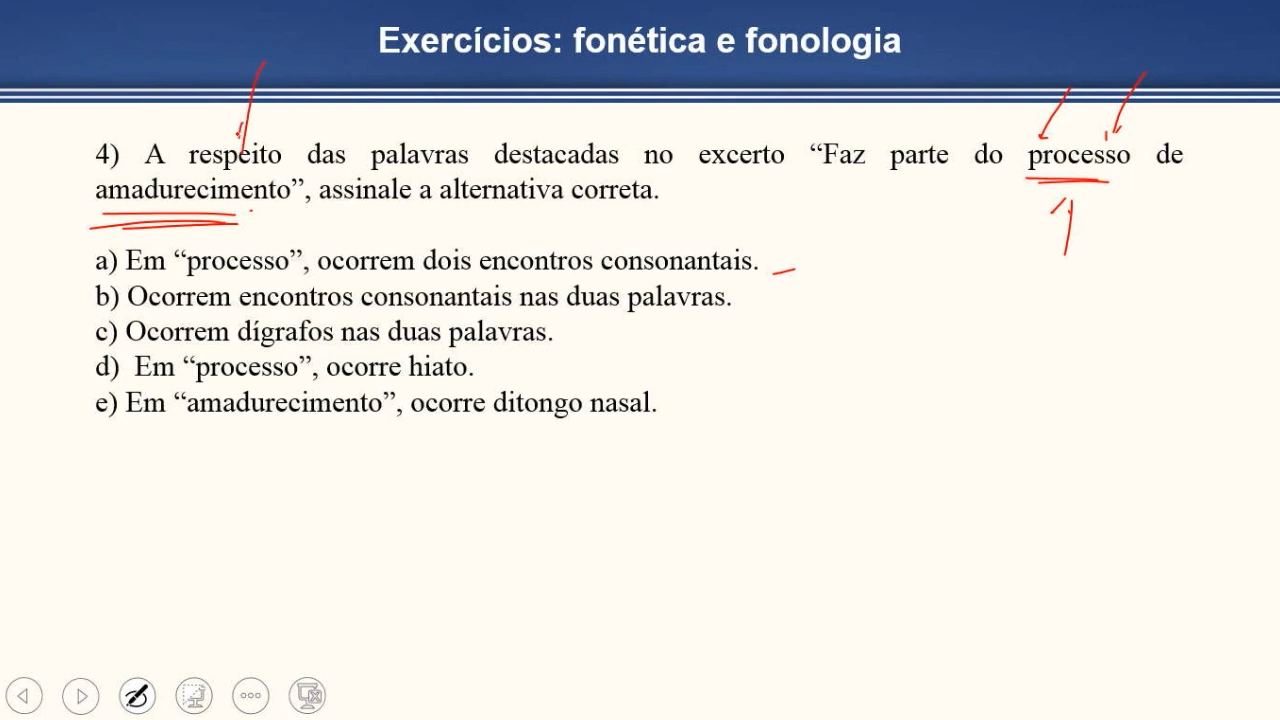 Exercícios: fonética e fonologia
4) A respeito das palavras destacadas no excerto “Faz parte do processo de
amadurecimento”, assinale a alternativa correta.
a) Em “processo”, ocorrem dois encontros consonantais.
b) Ocorrem encontros consonantais nas duas palavras.
c) Ocorrem dígrafos nas duas palavras.
d) Em “processo”, ocorre hiato.
e) Em “amadurecimento”, ocorre ditongo nasal.